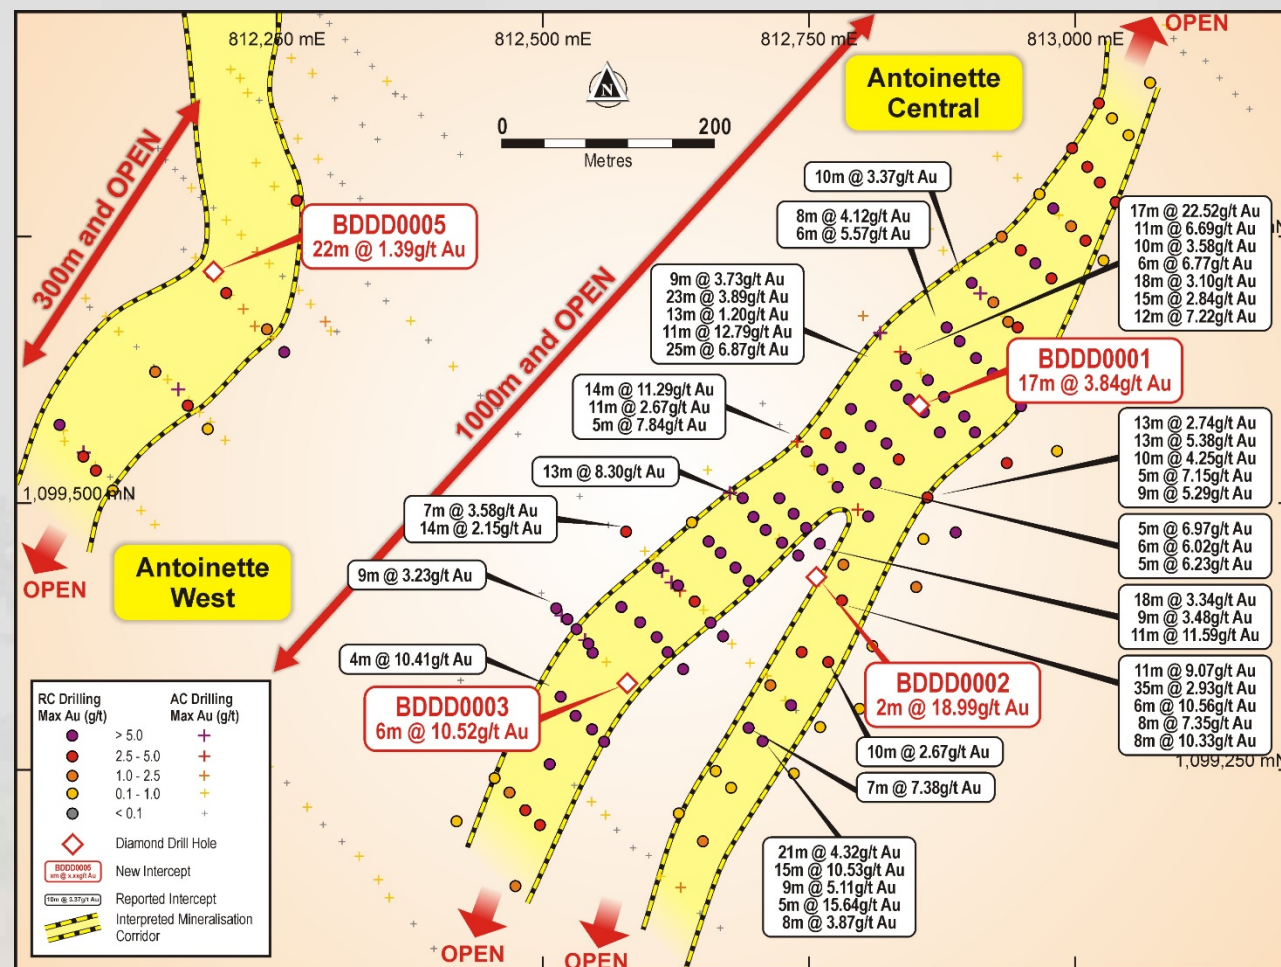 812,250 mE
812,500 mE
812,750 mE
813,000 mE
OPEN
Antoinette
Central
N
0
200
Metres
300m and OPEN
1000m and OPEN
10m @ 3.37g/t Au
8m @ 4.12g/t Au
6m @ 5.57g/t Au
BDDD0005
22m @ 1.39g/t Au
17m @ 22.52g/t Au
11m @ 6.69g/t Au
10m @ 3.58g/t Au
6m @ 6.77g/t Au
18m @ 3.10g/t Au
15m @ 2.84g/t Au
12m @ 7.22g/t Au
9m @ 3.73g/t Au
23m @ 3.89g/t Au
13m @ 1.20g/t Au
11m @ 12.79g/t Au
25m @ 6.87g/t Au
BDDD0001
17m @ 3.84g/t Au
14m @ 11.29g/t Au
11m @ 2.67g/t Au
5m @ 7.84g/t Au
13m @ 2.74g/t Au
13m @ 5.38g/t Au
10m @ 4.25g/t Au
5m @ 7.15g/t Au
9m @ 5.29g/t Au
13m @ 8.30g/t Au
1,099,500 mN
7m @ 3.58g/t Au
14m @ 2.15g/t Au
5m @ 6.97g/t Au
6m @ 6.02g/t Au
5m @ 6.23g/t Au
OPEN
Antoinette
West
9m @ 3.23g/t Au
18m @ 3.34g/t Au
9m @ 3.48g/t Au
11m @ 11.59g/t Au
4m @ 10.41g/t Au
BDDD0003
6m @ 10.52g/t Au
BDDD0002
2m @ 18.99g/t Au
11m @ 9.07g/t Au
35m @ 2.93g/t Au
6m @ 10.56g/t Au
8m @ 7.35g/t Au
8m @ 10.33g/t Au
10m @ 2.67g/t Au
1,099,250 mN
7m @ 7.38g/t Au
21m @ 4.32g/t Au
15m @ 10.53g/t Au
9m @ 5.11g/t Au
5m @ 15.64g/t Au
8m @ 3.87g/t Au
RC Drilling
Max Au (g/t)
AC Drilling
Max Au (g/t)
> 5.0
2.5 - 5.0
1.0 - 2.5
0.1 - 1.0
< 0.1
Diamond Drill Hole
BDDD0005
New Intercept
10m @ 3.37g/t Au
Reported Intercept
Interpreted Mineralisation
Corridor
OPEN
OPEN